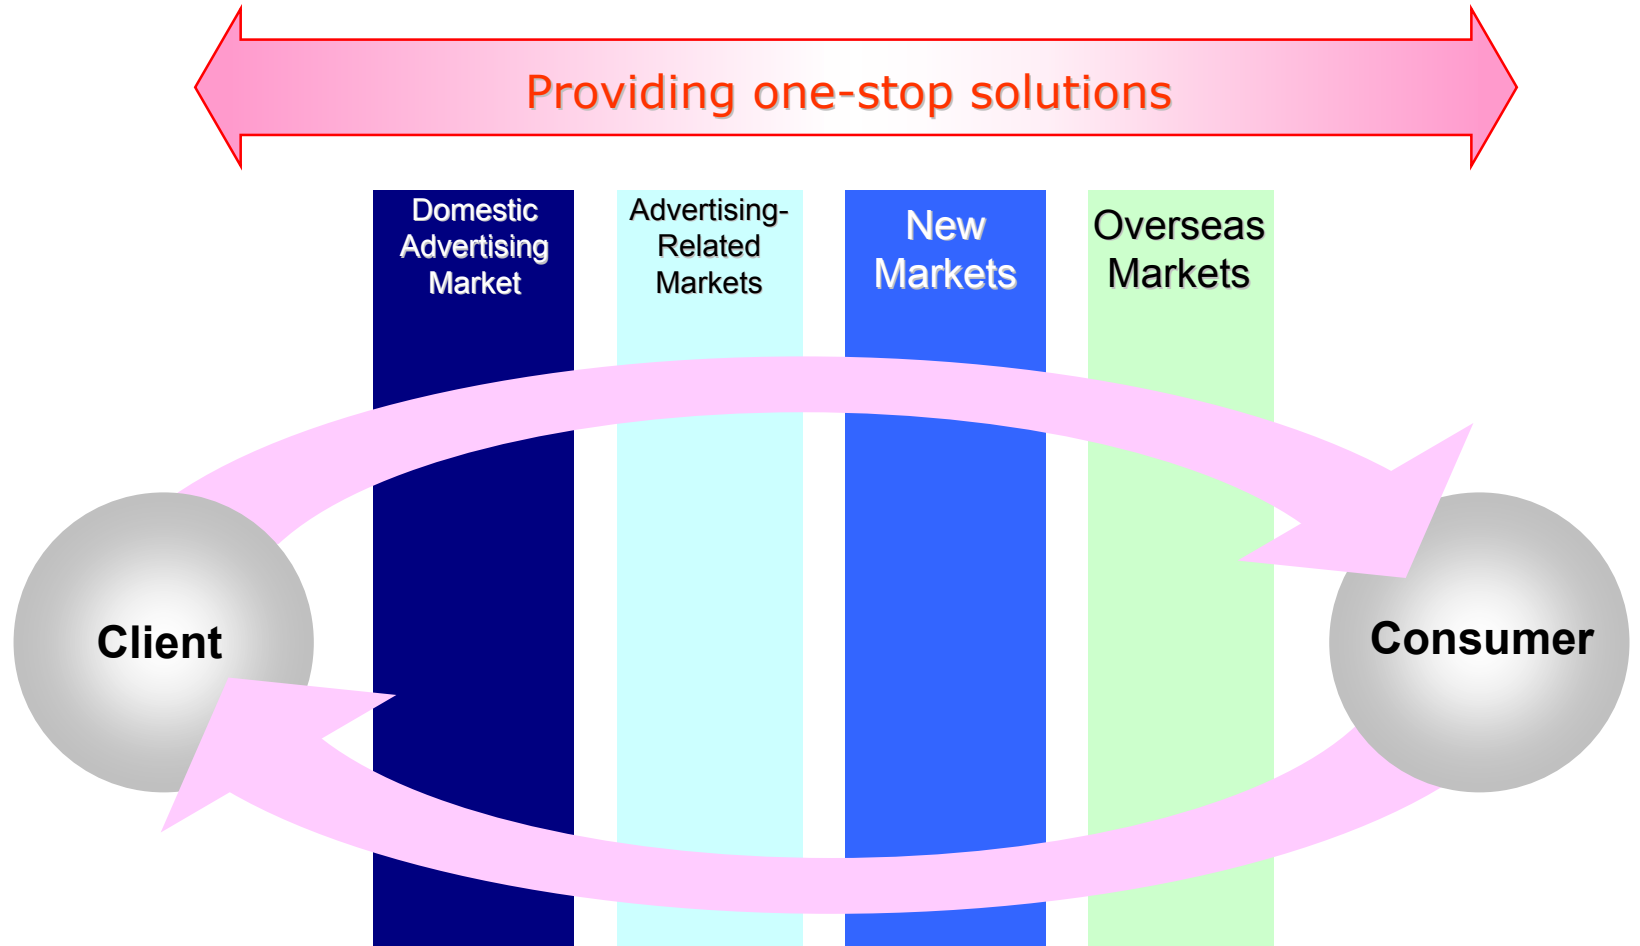 Providing one-stop solutions
Domestic
Advertising
Market
Advertising-
Related
Markets
New
Markets
Overseas
Markets
Client
Consumer